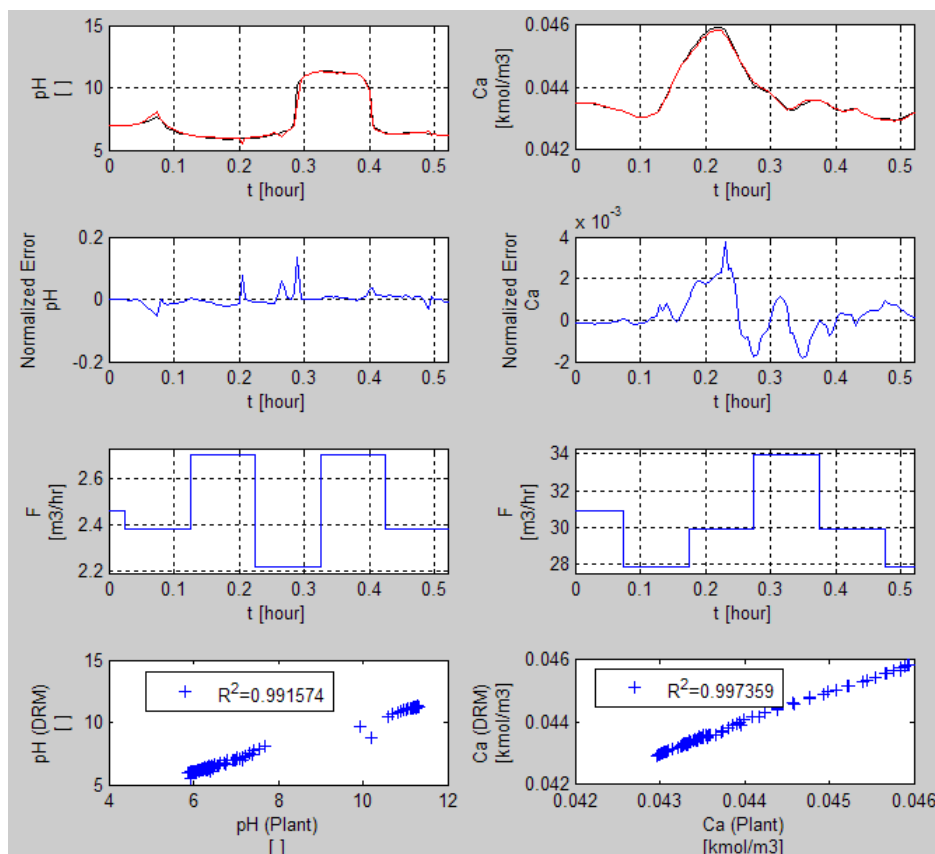 15
10
5
pH
[ ]
0 0.1 0.2 0.3 0.4 0.5
t [hour]
0.046
0.044
0.042
Ca
[kmol/m3]
0 0.1 0.2 0.3 0.4 0.5
t [hour]
0.2
0
-0.2
Normalized Error
pH
0 0.1 0.2 0.3 0.4 0.5
t [hour]
x 10-3
4
2
0
-2
Normalized Error
Ca
0 0.1 0.2 0.3 0.4 0.5
t [hour]
2.6
2.4
2.2
F
[m3/hr]
0 0.1 0.2 0.3 0.4 0.5
t [hour]
34
32
30
28
F
[m3/hr]
0 0.1 0.2 0.3 0.4 0.5
t [hour]
15
10
5
pH (DRM)
[ ]
R2=0.991574
4 6 8 10 12
pH (Plant)
[ ]
0.046
0.044
0.042
Ca (DRM)
[kmol/m3]
R2=0.997359
0.042 0.043 0.044 0.045 0.046
Ca (Plant)
[kmol/m3]